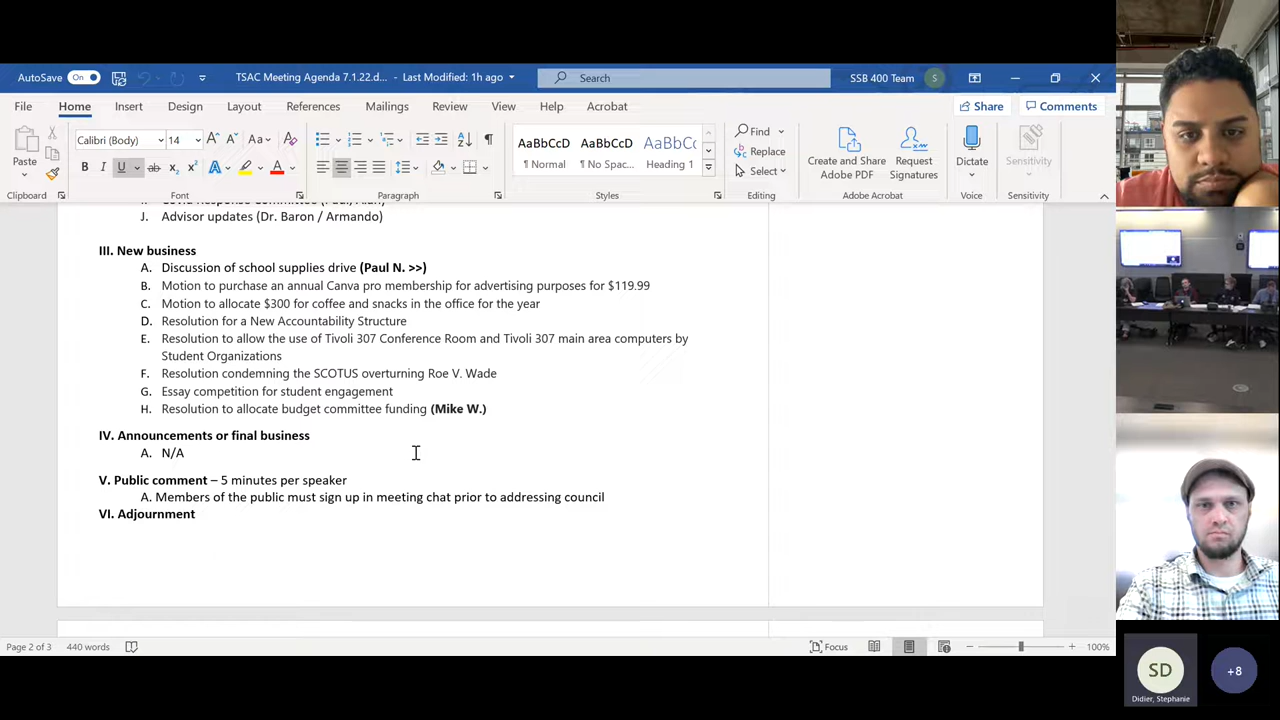 AutoSave On TSAC Meeting Agenda 7.1.22.d... - Last Modified: 1h ago Search SSB 400 Team S
File Home Insert Design Layout References Mailings Review View Help Acrobat Share Comments
Calibri (Body) 14 Aa AaBbCcD AaBbCcD AaBbCc Find
Paste B I U ab x₂ x² A A Normal No Spac... Heading 1 Replace Create and Share Request Dictate Sensitivity
Select Adobe PDF Signatures
Clipboard Font Paragraph Styles Editing Adobe Acrobat Voice Sensitivity
J. Advisor updates (Dr. Baron / Armando)
III. New business
A. Discussion of school supplies drive (Paul N. >>)
B. Motion to purchase an annual Canva pro membership for advertising purposes for $119.99
C. Motion to allocate $300 for coffee and snacks in the office for the year
D. Resolution for a New Accountability Structure
E. Resolution to allow the use of Tivoli 307 Conference Room and Tivoli 307 main area computers by
Student Organizations
F. Resolution condemning the SCOTUS overturning Roe V. Wade
G. Essay competition for student engagement
H. Resolution to allocate budget committee funding (Mike W.)
IV. Announcements or final business
A. N/A
V. Public comment – 5 minutes per speaker
A. Members of the public must sign up in meeting chat prior to addressing council
VI. Adjournment
Page 2 of 3 440 words Focus 100%
SD
Didier, Stephanie
+8